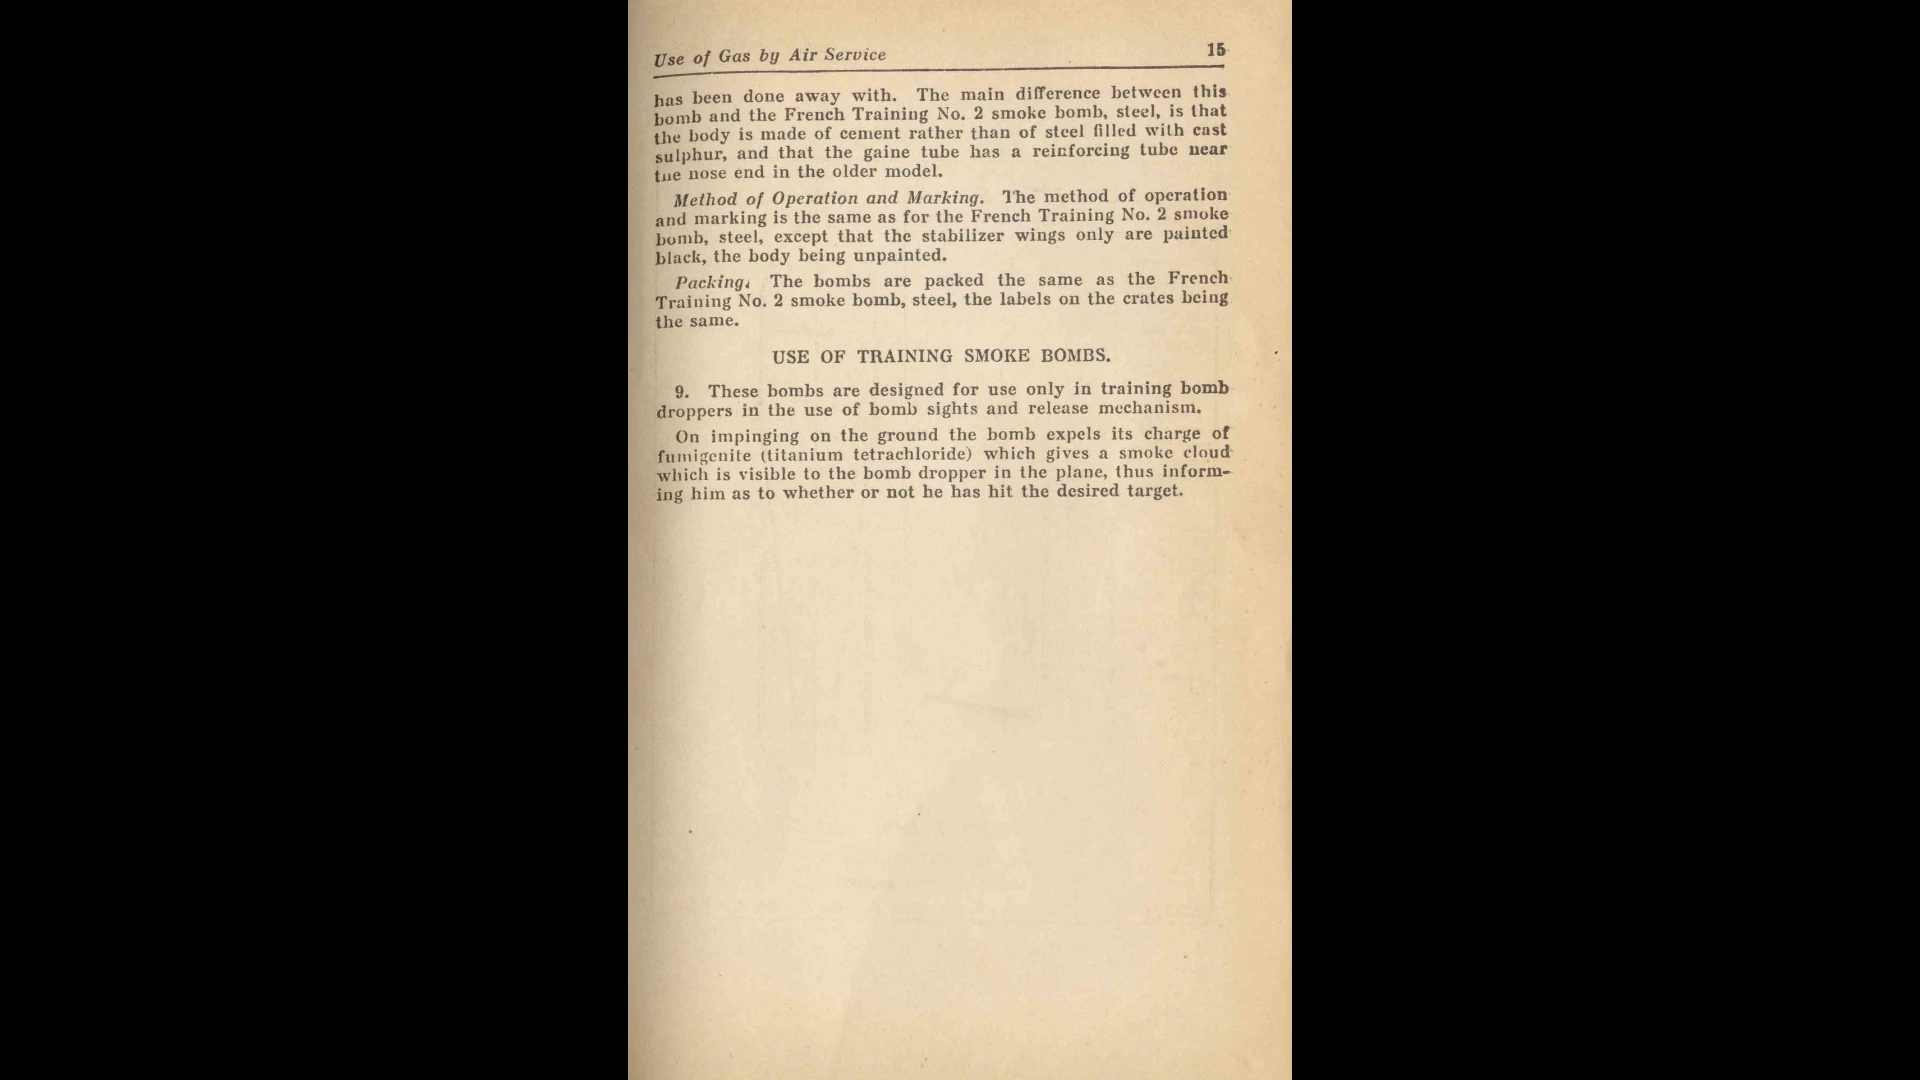 Use of Gas by Air Service 15
has been done away with. The main difference between this
bomb and the French Training No. 2 smoke bomb, steel, is that
the body is made of cement rather than of steel filled with cast
sulphur, and that the gaine tube has a reinforcing tube near
the nose end in the older model.
Method of Operation and Marking. The method of operation
and marking is the same as for the French Training No. 2 smoke
bomb, steel, except that the stabilizer wings only are painted
black, the body being unpainted.
Packing. The bombs are packed the same as the French
Training No. 2 smoke bomb, steel, the labels on the crates being
the same.
USE OF TRAINING SMOKE BOMBS.
9. These bombs are designed for use only in training bomb
droppers in the use of bomb sights and release mechanism.
On impinging on the ground the bomb expels its charge of
fumigenite (titanium tetrachloride) which gives a smoke cloud
which is visible to the bomb dropper in the plane, thus inform-
ing him as to whether or not he has hit the desired target.